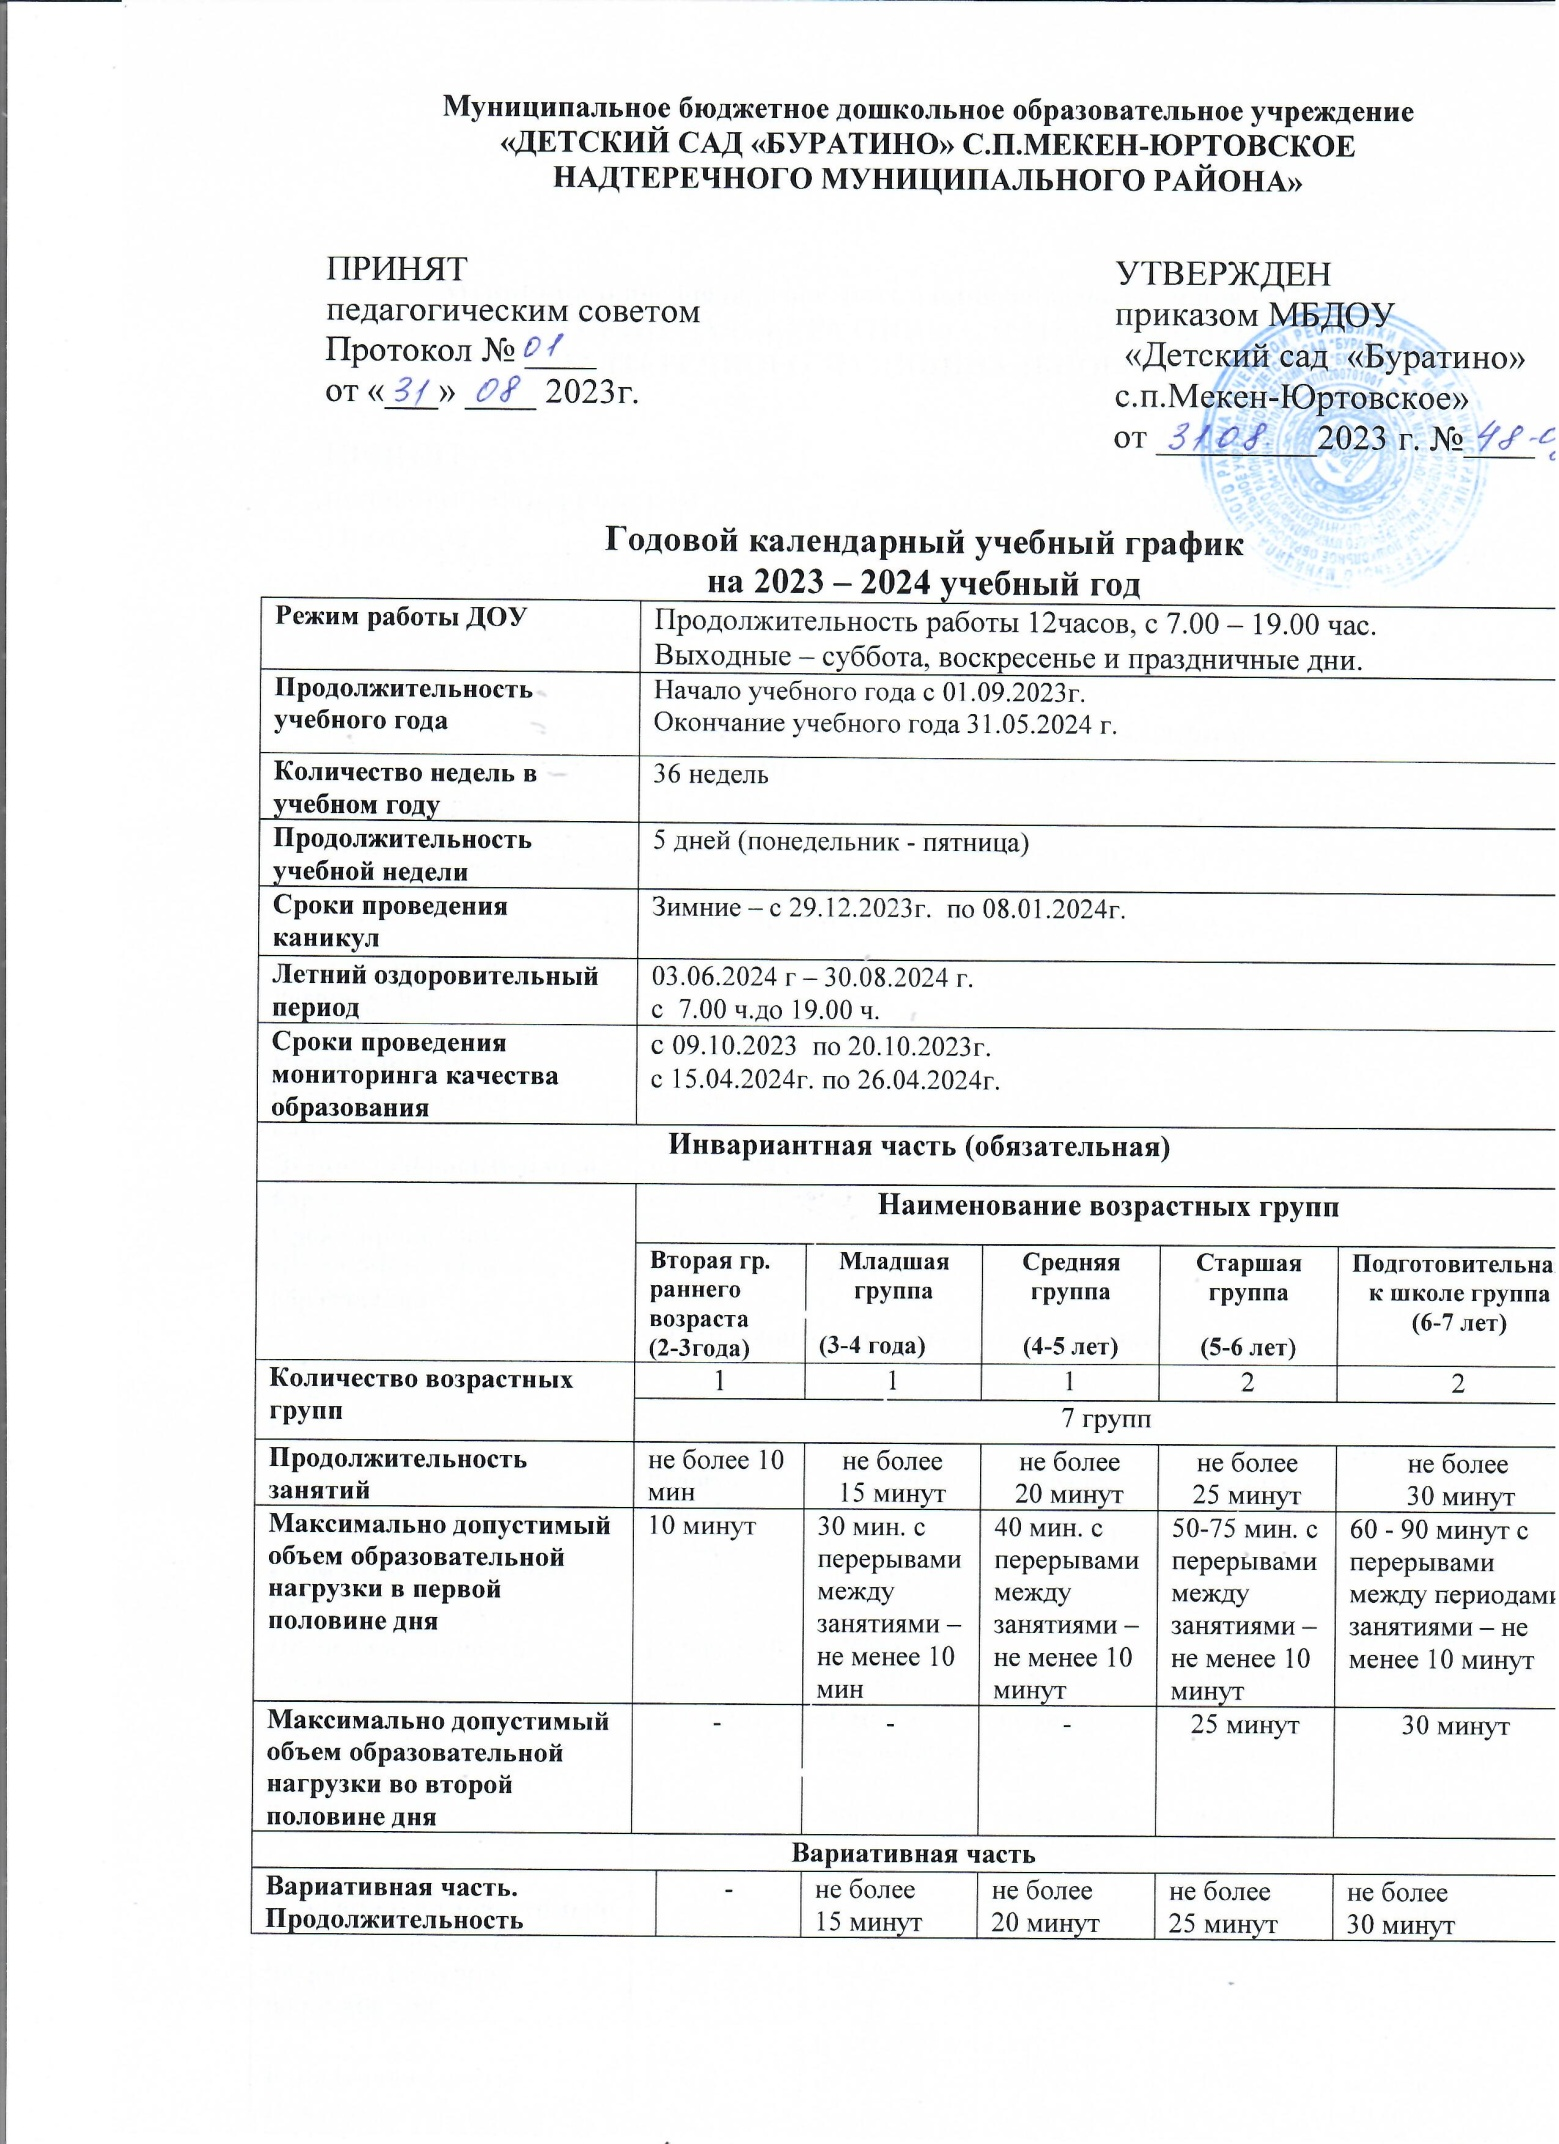 Муниципальное бюджетное дошкольное образовательное учреждение
«ДЕТСКИЙ САД «БУРАТИНО» С.П.МЕКЕН-ЮРТОВСКОЕ
НАДТЕРЕЧНОГО МУНИЦИПАЛЬНОГО РАЙОНА»
ПРИНЯТ
педагогическим советом
Протокол № 01
от «31» 08 2023г.
УТВЕРЖДЕН
приказом МБДОУ
«Детский сад «Буратино»
с.п.Мекен-Юртовское»
от 31 08 2023 г. № 48-
Годовой календарный учебный график
на 2023 – 2024 учебный год
Режим работы ДОУ
Продолжительность работы 12часов, с 7.00 – 19.00 час.
Выходные – суббота, воскресенье и праздничные дни.
Продолжительность
учебного года
Начало учебного года с 01.09.2023г.
Окончание учебного года 31.05.2024 г.
Количество недель в
учебном году
36 недель
Продолжительность
учебной недели
5 дней (понедельник - пятница)
Сроки проведения
каникул
Зимние – с 29.12.2023г. по 08.01.2024г.
Летний оздоровительный
период
03.06.2024 г – 30.08.2024 г.
с 7.00 ч.до 19.00 ч.
Сроки проведения
мониторинга качества
образования
с 09.10.2023 по 20.10.2023г.
с 15.04.2024г. по 26.04.2024г.
Инвариантная часть (обязательная)
Наименование возрастных групп
Вторая гр.
раннего
возраста
(2-3года)
Младшая
группа
(3-4 года)
Средняя
группа
(4-5 лет)
Старшая
группа
(5-6 лет)
Подготовительна
к школе группа
(6-7 лет)
Количество возрастных
групп
1 1 1 2 2
7 групп
Продолжительность
занятий
не более 10
мин
не более
15 минут
не более
20 минут
не более
25 минут
не более
30 минут
Максимально допустимый
объем образовательной
нагрузки в первой
половине дня
10 минут
30 мин. с
перерывами
между
занятиями –
не менее 10
мин
40 мин. с
перерывами
между
занятиями –
не менее 10
минут
50-75 мин. с
перерывами
между
занятиями –
не менее 10
минут
60 - 90 минут с
перерывами
между периодами
занятиями – не
менее 10 минут
Максимально допустимый
объем образовательной
нагрузки во второй
половине дня
- - - 25 минут 30 минут
Вариативная часть
Вариативная часть.
Продолжительность
-
не более
15 минут
не более
20 минут
не более
25 минут
не более
30 минут